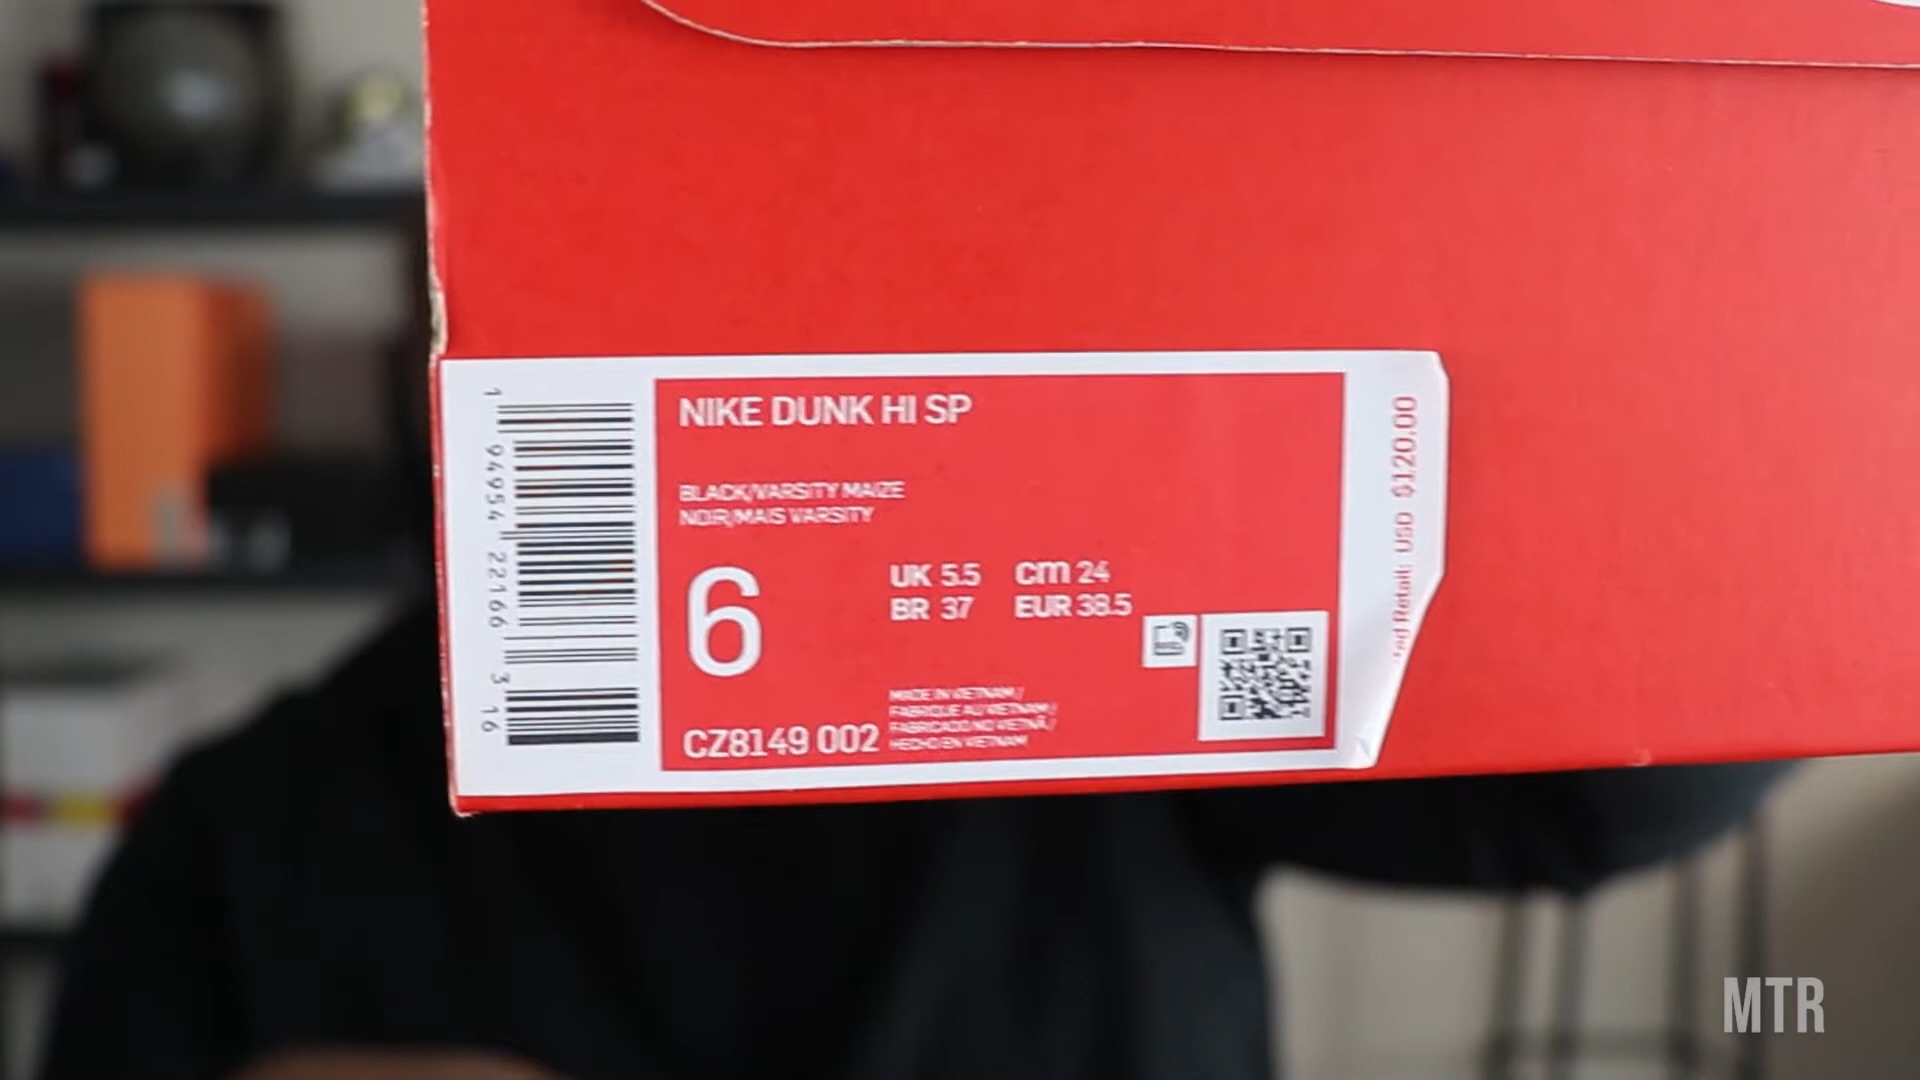 NIKE DUNK HI SP
BLACK/VARSITY MAIZE
NOIR/MAIS VARSITY
6
UK 5.5 cm 24
BR 37 EUR 38.5
MADE IN VIETNAM /
FABRIQUE AU VIETNAM /
FABRICADO NO VIETNÃ /
HECHO EN VIETNAM
CZ8149 002
1 94954 22166 3 16
Retail: USD $120.00
MTR